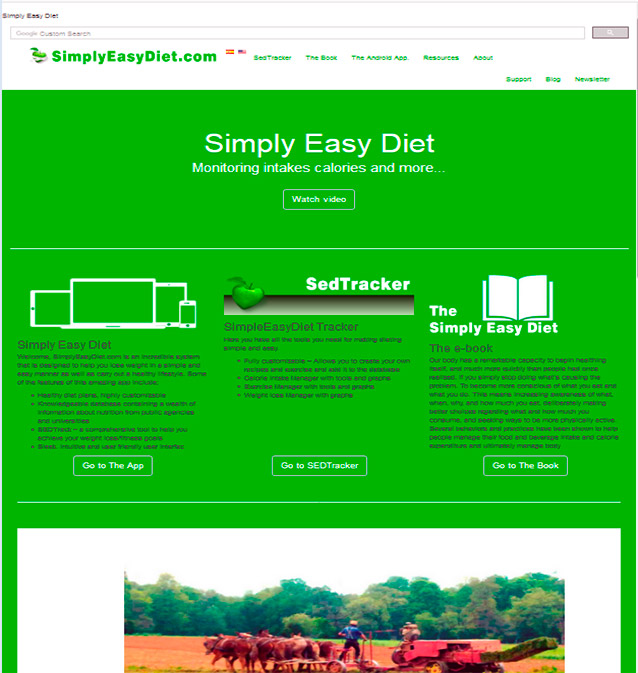 Simply Easy Diet
Google Custom Search
SimplyEasyDiet.com
SedTracker The Book The Android App. Resources About
Support Blog Newsletter
Simply Easy Diet
Monitoring intakes calories and more...
Watch video
Simply Easy Diet
Welcome, SimplyEasyDiet.com is an incredible system
that is designed to help you lose weight in a simple and
easy manner as well as carry out a healthy lifestyle. Some
of the features of this amazing app include;
Healthy diet plans, highly customizable
Knowledgeable database containing a wealth of
information about nutrition from public agencies
and universities
SEDTrack – a comprehensive tool to help you
achieve your weight loss/fitness goals
Sleek, intuitive and user friendly user interfac
Go to The App
SedTracker
SimpleEasyDiet Tracker
Here you have all the tools you need for making dieting
simple and easy
Fully customizable – Allows you to create your own
recipes and exercise and add it to the database
Calorie Intake Manager with tools and graphs
Exercise Manager with tools and graphs
Weight loss Manager with graphs
Go to SEDTracker
The
Simply Easy Diet
The e-book
Our body has a remarkable capacity to begin healthing
itself, and much more quickly than people had once
realized, if you simply stop doing what's causing the
problem. To become more conscious of what you eat and
what you do. This means increasing awareness of what,
when, why, and how much you eat, deliberately making
better choices regarding what and how much you
consume, and seeking ways to be more physically active.
Several behaviors and practices have been shown to help
people manage their food and beverage intake and calorie
expenditure and ultimately manage body
Go to The Book